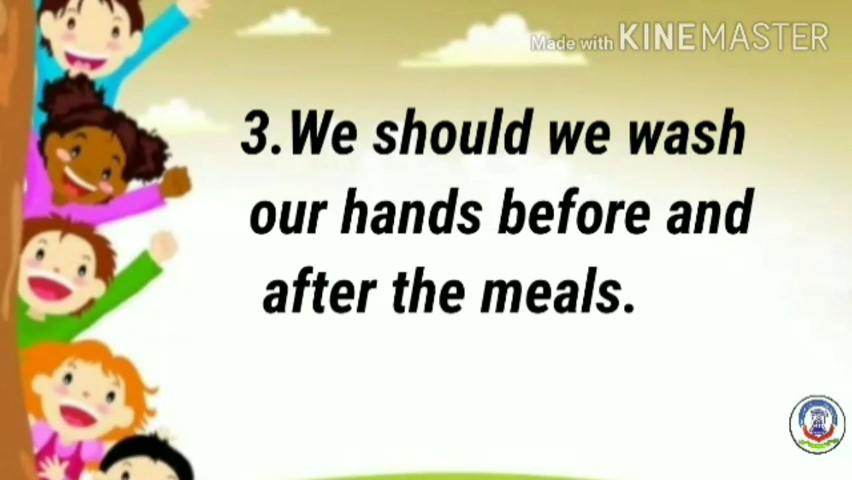 Made with KINEMASTER
3.We should we wash
our hands before and
after the meals.